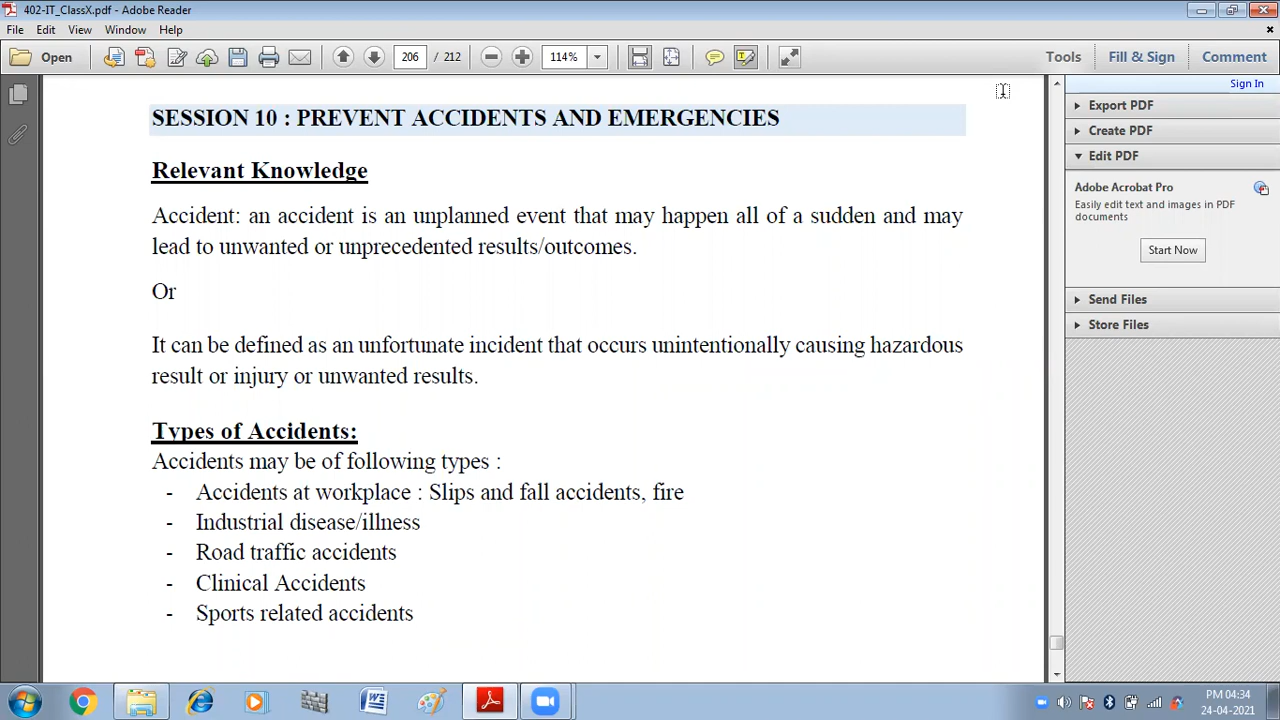 402-IT_ClassX.pdf - Adobe Reader
File Edit View Window Help
Open 206 / 212 114% Tools Fill & Sign Comment
Sign In
SESSION 10 : PREVENT ACCIDENTS AND EMERGENCIES
Relevant Knowledge
Accident: an accident is an unplanned event that may happen all of a sudden and may
lead to unwanted or unprecedented results/outcomes.
Or
It can be defined as an unfortunate incident that occurs unintentionally causing hazardous
result or injury or unwanted results.
Types of Accidents:
Accidents may be of following types :
- Accidents at workplace : Slips and fall accidents, fire
- Industrial disease/illness
- Road traffic accidents
- Clinical Accidents
- Sports related accidents
Export PDF
Create PDF
Edit PDF
Adobe Acrobat Pro
Easily edit text and images in PDF
documents
Start Now
Send Files
Store Files
PM 04:34
24-04-2021